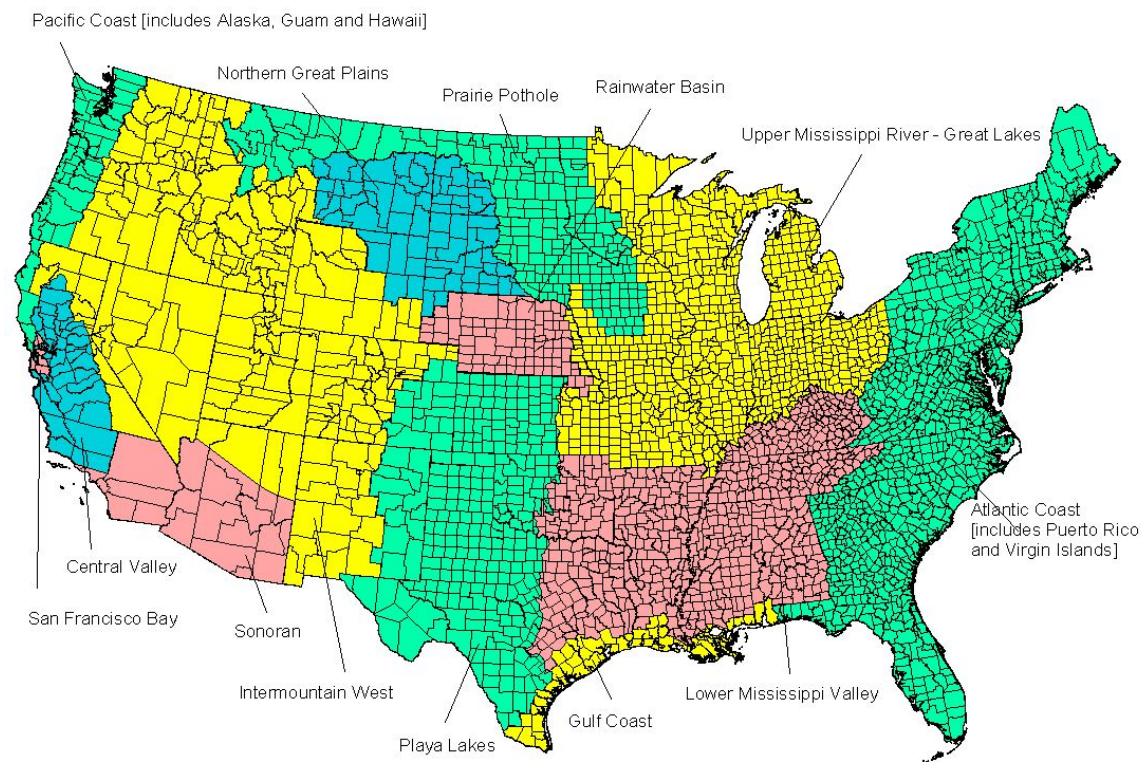 Pacific Coast [includes Alaska, Guam and Hawaii]
Northern Great Plains
Prairie Pothole
Rainwater Basin
Upper Mississippi River - Great Lakes
Atlantic Coast
[includes Puerto Rico
and Virgin Islands]
Central Valley
San Francisco Bay
Sonoran
Intermountain West
Lower Mississippi Valley
Gulf Coast
Playa Lakes